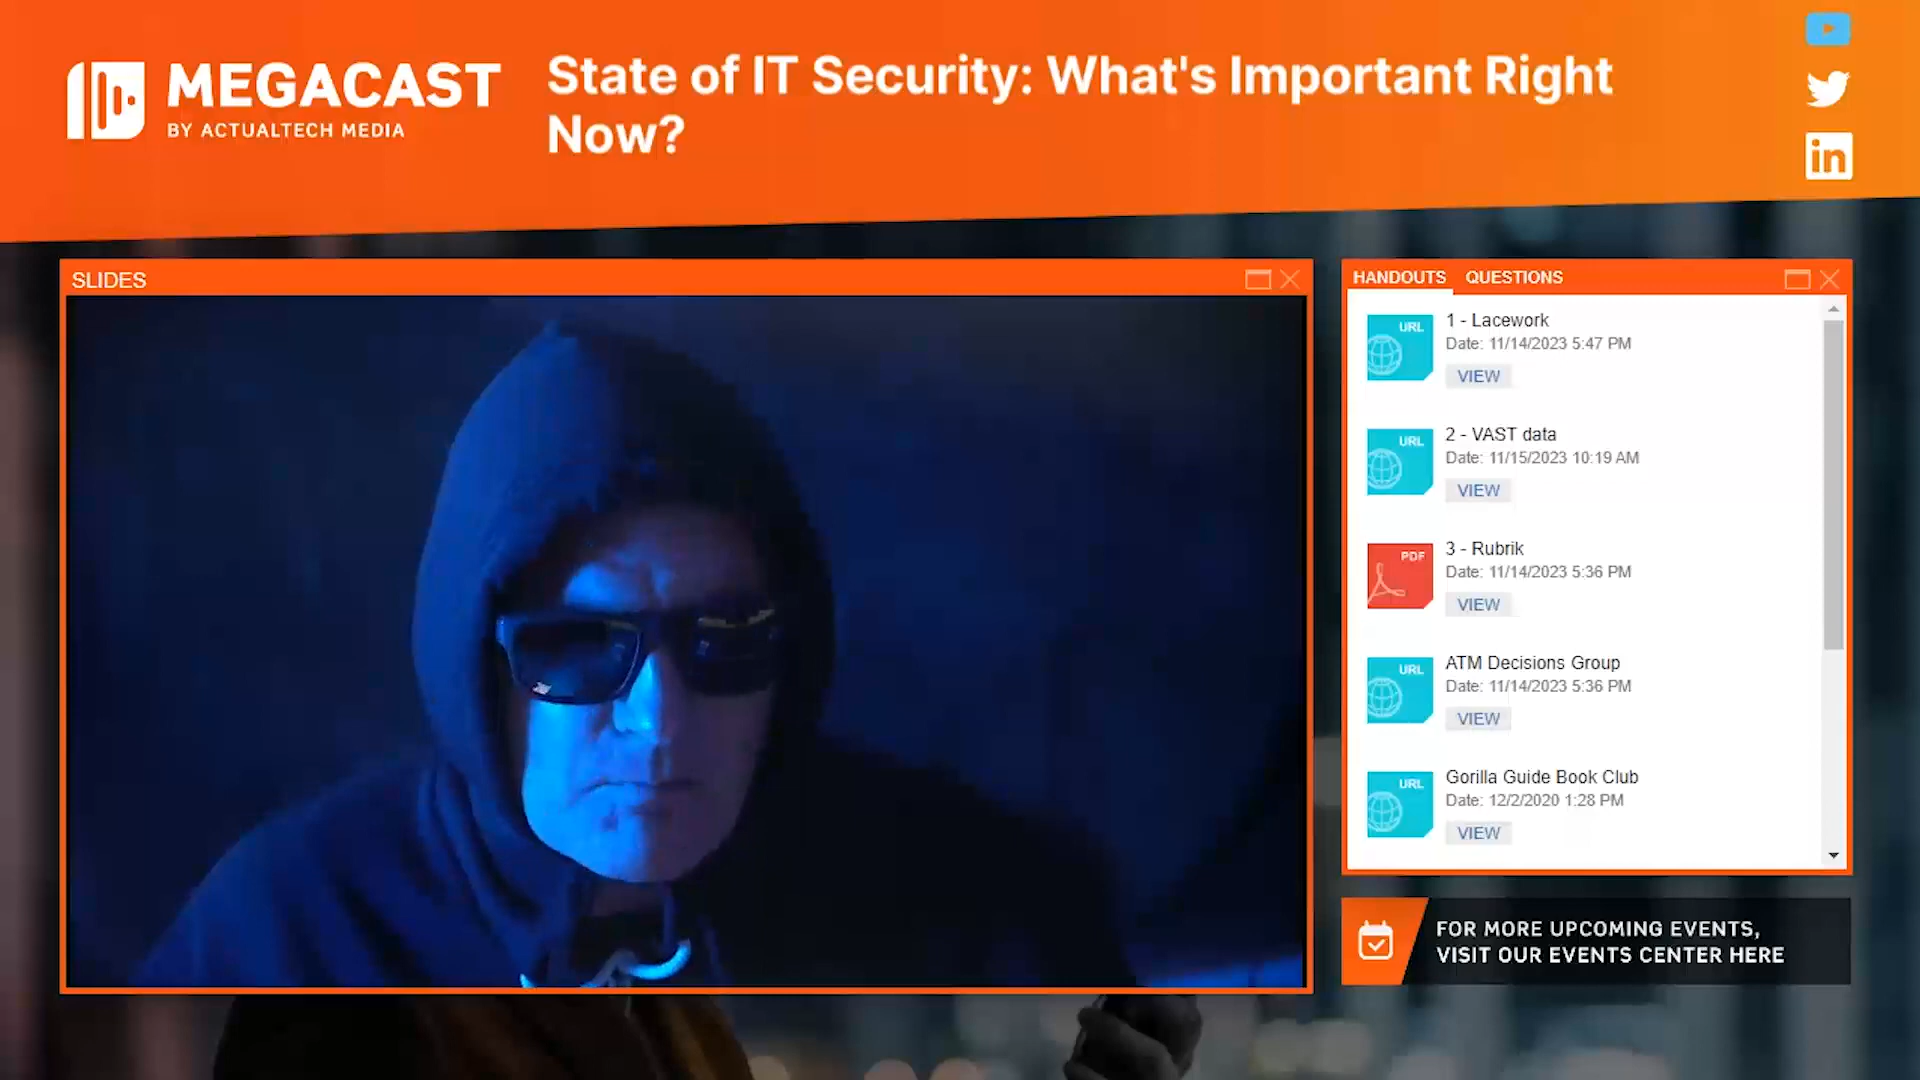 MEGACAST
BY ACTUALTECH MEDIA
State of IT Security: What's Important Right
Now?
in
SLIDES
HANDOUTS QUESTIONS
URL
1 - Lacework
Date: 11/14/2023 5:47 PM
VIEW
URL
2 - VAST data
Date: 11/15/2023 10:19 AM
VIEW
PDF
3 - Rubrik
Date: 11/14/2023 5:36 PM
VIEW
URL
ATM Decisions Group
Date: 11/14/2023 5:36 PM
VIEW
URL
Gorilla Guide Book Club
Date: 12/2/2020 1:28 PM
VIEW
FOR MORE UPCOMING EVENTS,
VISIT OUR EVENTS CENTER HERE